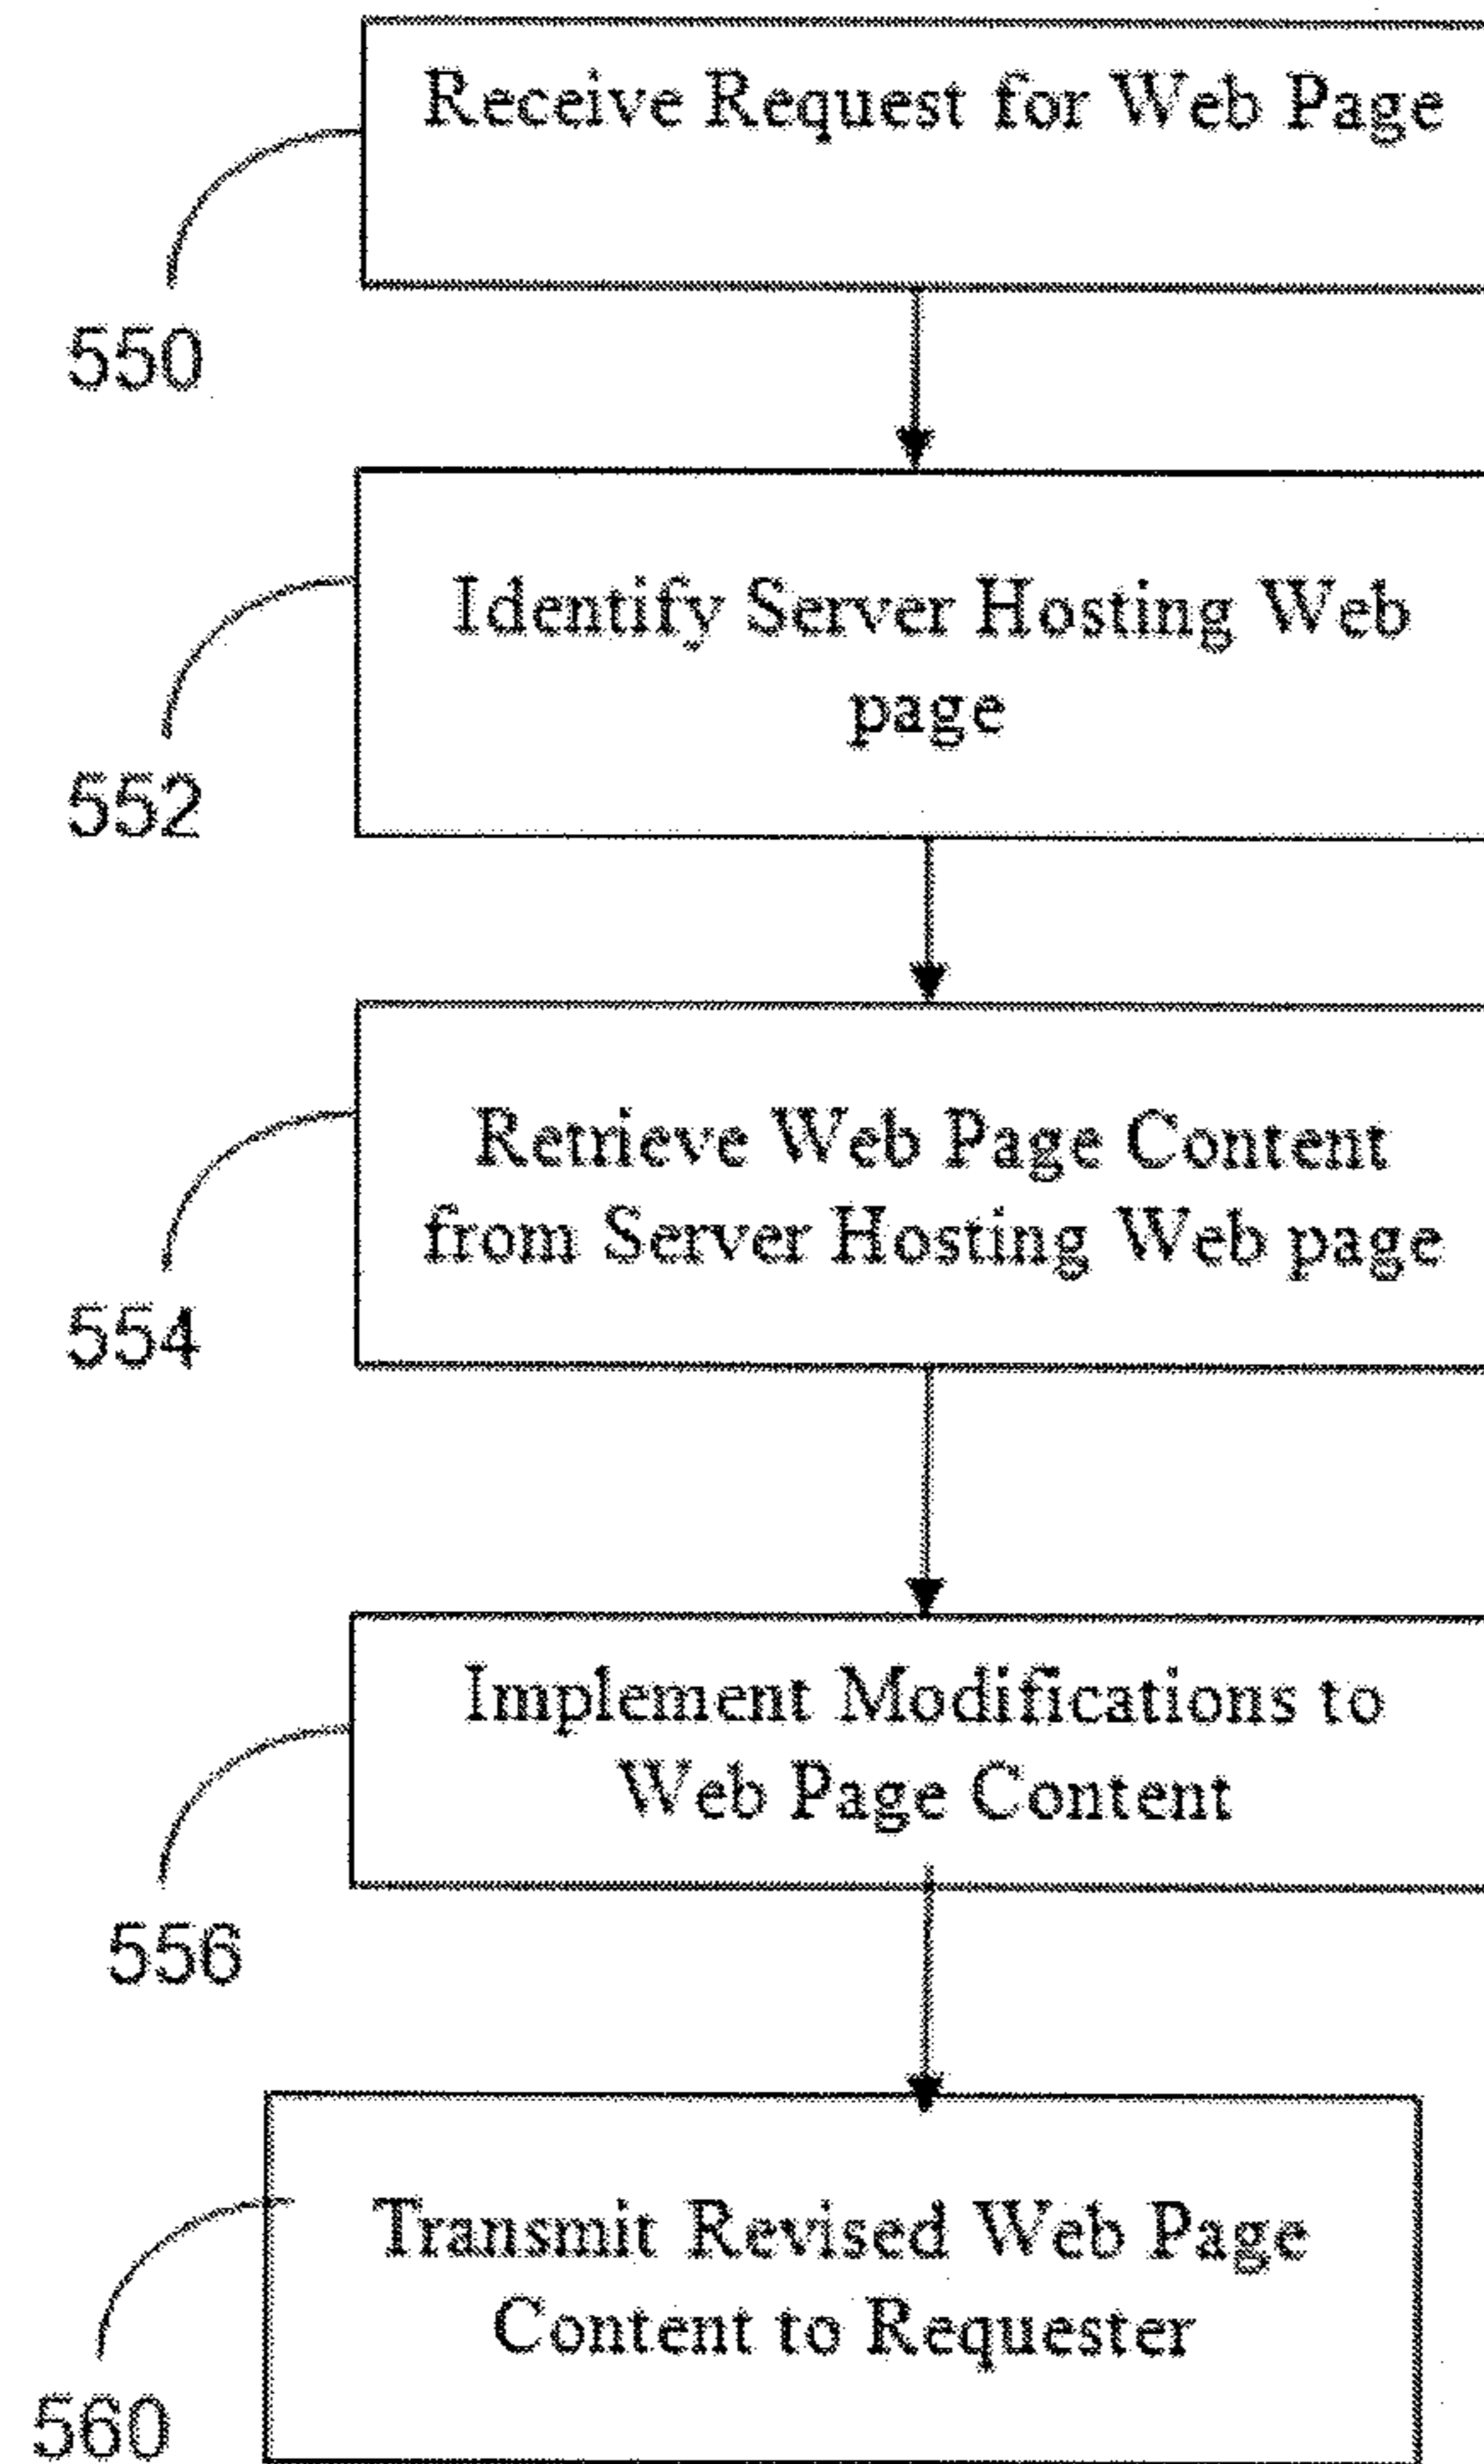 Receive Request for Web Page
550
Identify Server Hosting Web
page
552
Retrieve Web Page Content
from Server Hosting Web page
554
Implement Modifications to
Web Page Content
556
Transmit Revised Web Page
Content to Requester
560